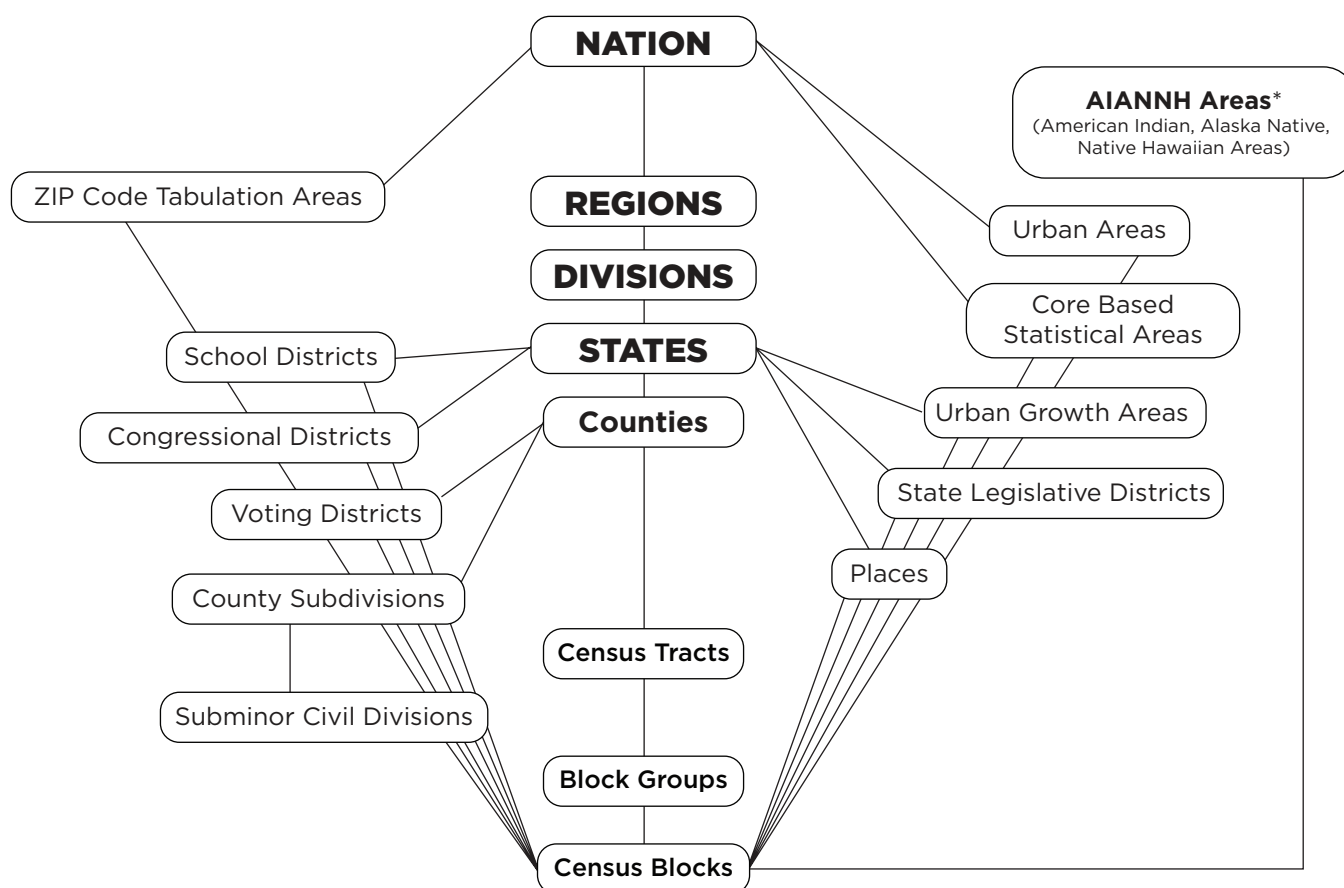 NATION
AIANNH Areas*
(American Indian, Alaska Native,
Native Hawaiian Areas)
ZIP Code Tabulation Areas
REGIONS
Urban Areas
DIVISIONS
Core Based
Statistical Areas
School Districts
STATES
Urban Growth Areas
Congressional Districts
Counties
State Legislative Districts
Voting Districts
Places
County Subdivisions
Census Tracts
Subminor Civil Divisions
Block Groups
Census Blocks